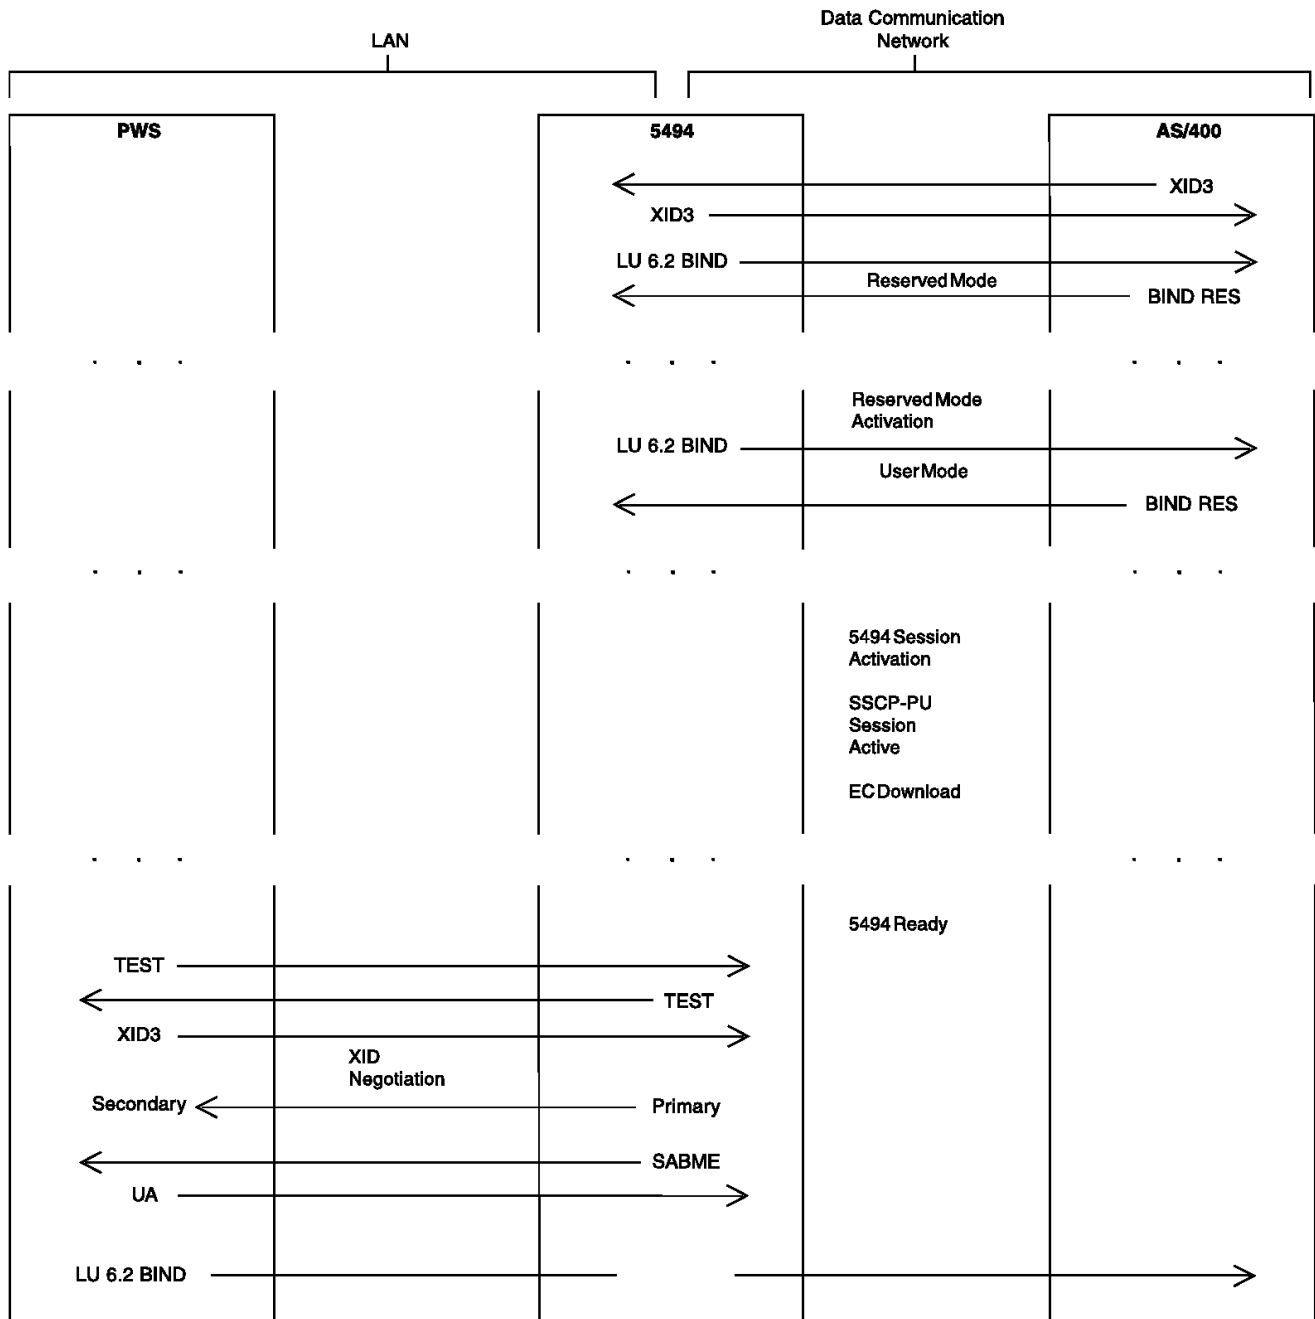 Data Communication
Network
LAN
PWS
5494
AS/400
XID3
XID3
LU 6.2 BIND
Reserved Mode
BIND RES
. . .
. . .
. . .
Reserved Mode
Activation
LU 6.2 BIND
User Mode
BIND RES
. . .
. . .
. . .
5494 Session
Activation
SSCP-PU
Session
Active
EC Download
. . .
. . .
. . .
5494 Ready
TEST
TEST
XID3
XID
Negotiation
Secondary
Primary
SABME
UA
LU 6.2 BIND